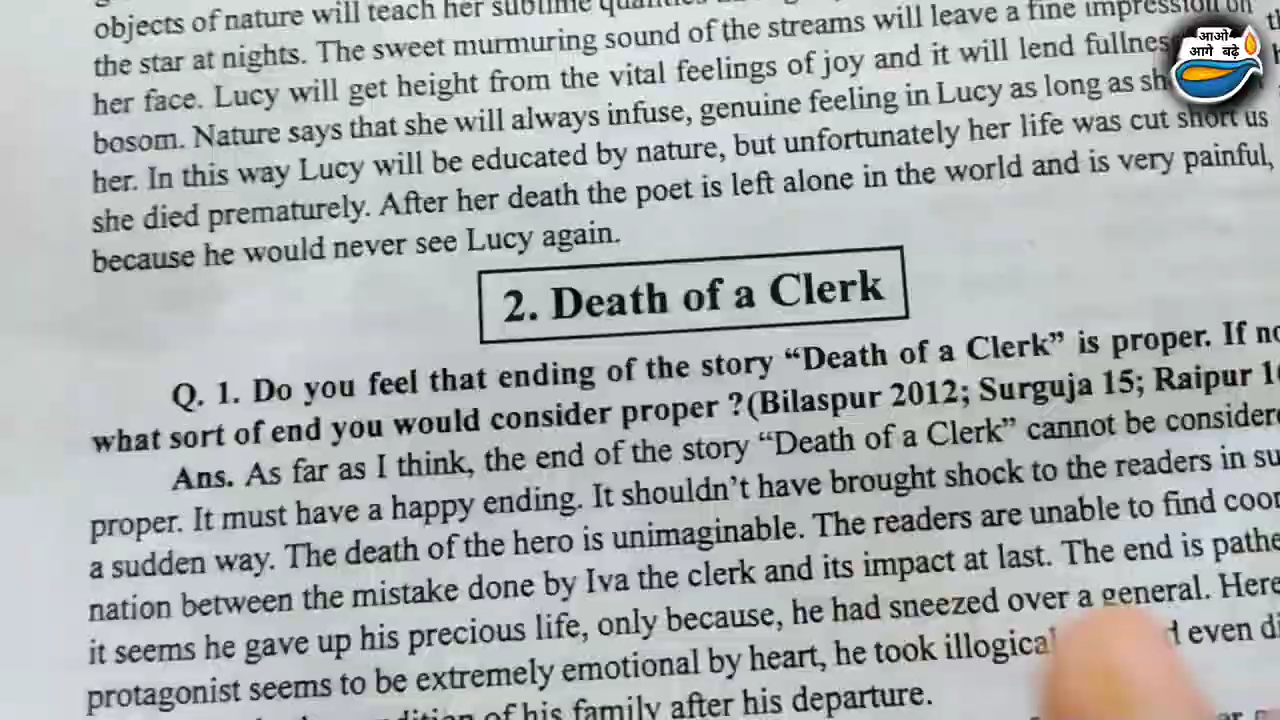 objects of nature will teach her sublime
the star at nights. The sweet murmuring sound of the streams will leave a fine impression on
her face. Lucy will get height from the vital feelings of joy and it will lend
bosom. Nature says that she will always infuse, genuine feeling in Lucy as long as
her. In this way Lucy will be educated by nature, but unfortunately her life was cut short us
she died prematurely. After her death the poet is left alone in the world and is very painful,
because he would never see Lucy again.
2. Death of a Clerk
Q. 1. Do you feel that ending of the story “Death of a Clerk” is proper. If
what sort of end you would consider proper ?(Bilaspur 2012; Surguja 15; Raipur
Ans. As far as I think, the end of the story “Death of a Clerk” cannot be
proper. It must have a happy ending. It shouldn’t have brought shock to the readers in
a sudden way. The death of the hero is unimaginable. The readers are unable to find
nation between the mistake done by Iva the clerk and its impact at last. The end is
it seems he gave up his precious life, only because, he had sneezed over a general. Here
protagonist seems to be extremely emotional by heart, he took even
of his family after his departure.
आओ
आगे बढ़े